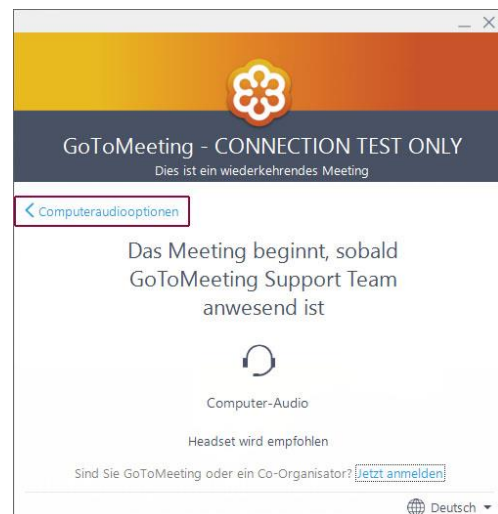 GoToMeeting - CONNECTION TEST ONLY
Dies ist ein wiederkehrendes Meeting
Computeraudiooptionen
Das Meeting beginnt, sobald
GoToMeeting Support Team
anwesend ist
Computer-Audio
Headset wird empfohlen
Sind Sie GoToMeeting oder ein Co-Organisator? Jetzt anmelden
Deutsch